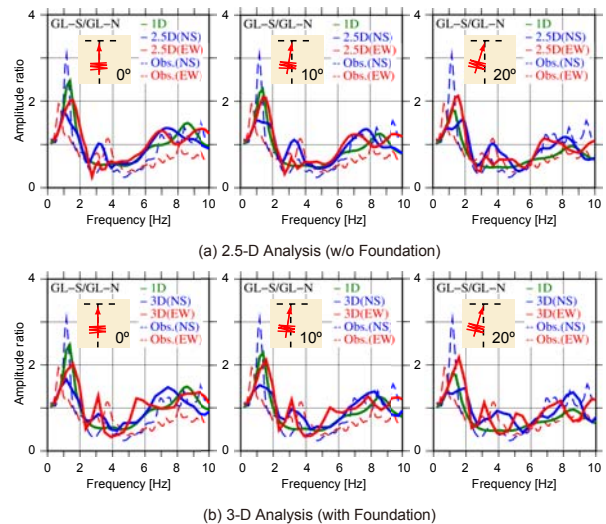 4
2
0
Amplitude ratio
GL-S/GL-N
1D
2.5D(NS)
2.5D(EW)
Obs.(NS)
Obs.(EW)
0º
0 2 4 6 8 10
Frequency [Hz]
4
2
0
GL-S/GL-N
1D
2.5D(NS)
2.5D(EW)
Obs.(NS)
Obs.(EW)
10º
0 2 4 6 8 10
Frequency [Hz]
4
2
0
GL-S/GL-N
1D
2.5D(NS)
2.5D(EW)
Obs.(NS)
Obs.(EW)
20º
0 2 4 6 8 10
Frequency [Hz]
(a) 2.5-D Analysis (w/o Foundation)
4
2
0
Amplitude ratio
GL-S/GL-N
1D
3D(NS)
3D(EW)
Obs.(NS)
Obs.(EW)
0º
0 2 4 6 8 10
Frequency [Hz]
4
2
0
GL-S/GL-N
1D
3D(NS)
3D(EW)
Obs.(NS)
Obs.(EW)
10º
0 2 4 6 8 10
Frequency [Hz]
4
2
0
GL-S/GL-N
1D
3D(NS)
3D(EW)
Obs.(NS)
Obs.(EW)
20º
0 2 4 6 8 10
Frequency [Hz]
(b) 3-D Analysis (with Foundation)